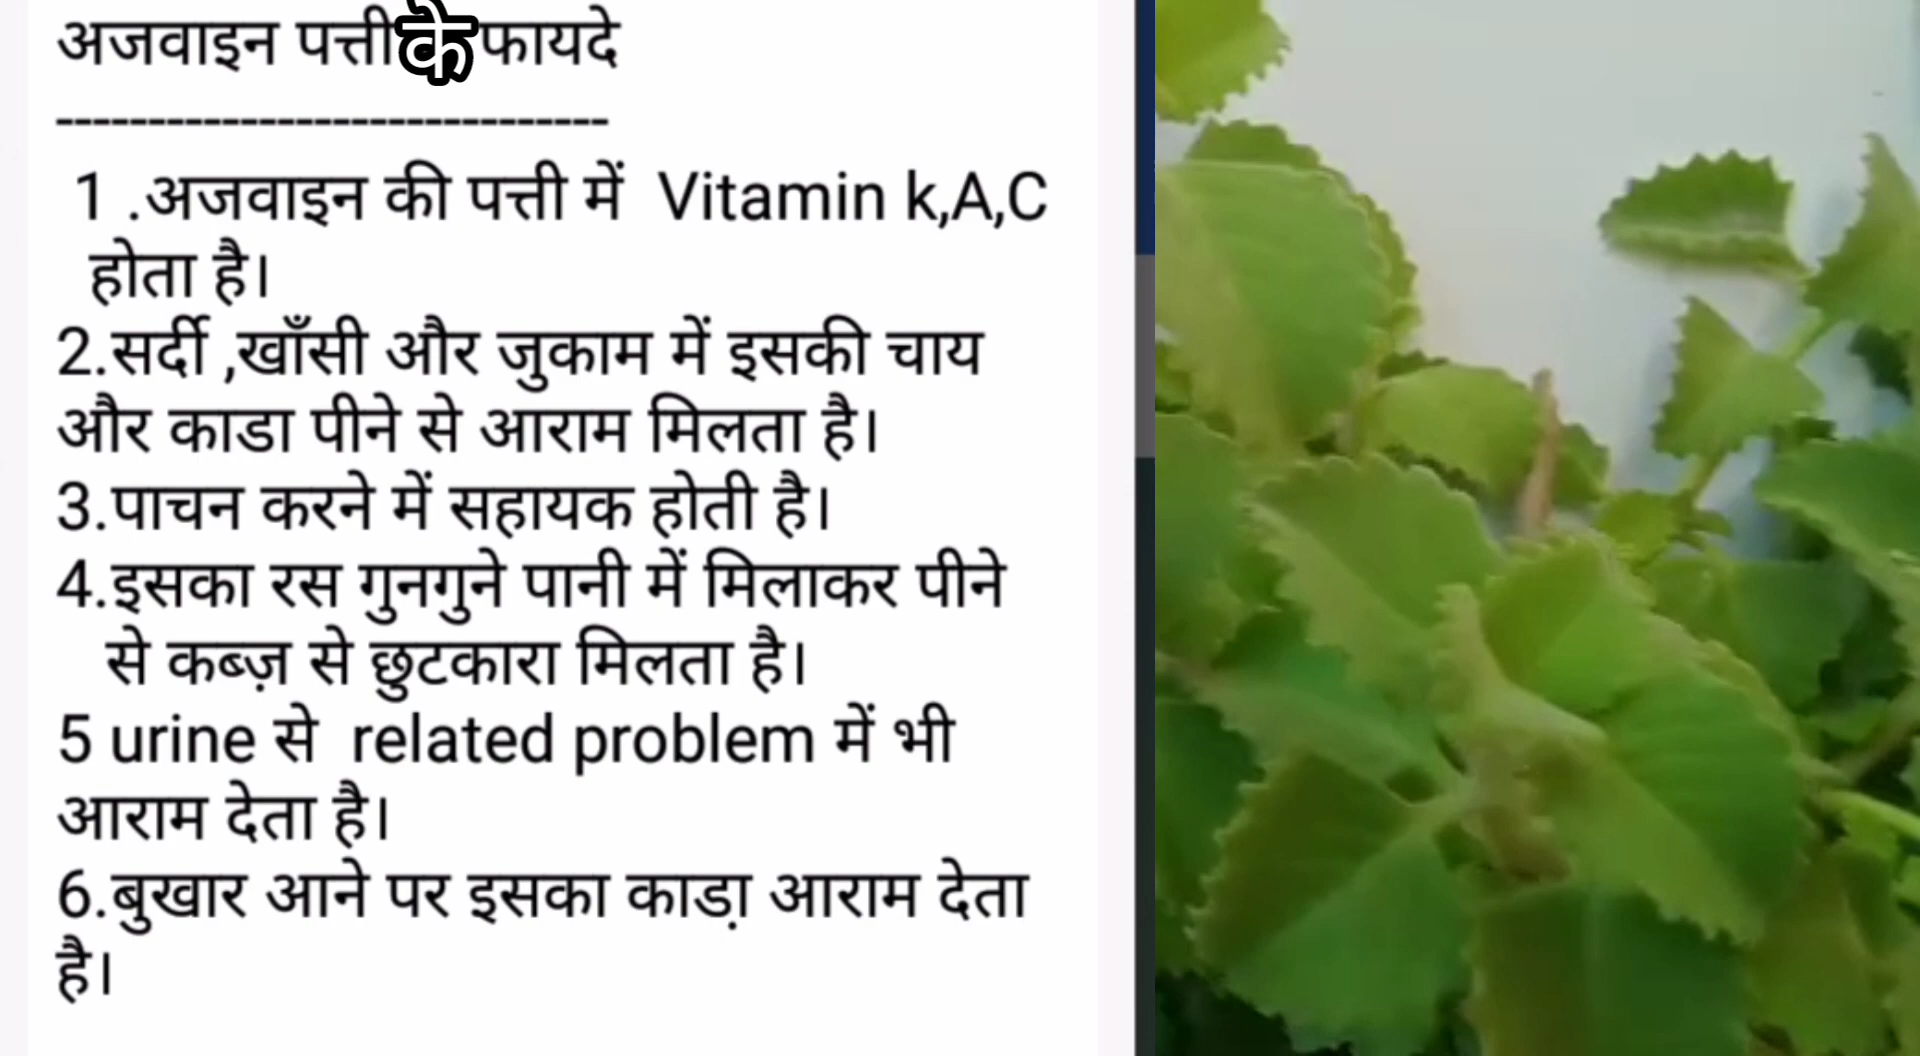 अजवाइन पत्ती के फायदे
------------------------------
1 .अजवाइन की पत्ती में Vitamin k,A,C
होता है।
2.सर्दी ,खाँसी और जुकाम में इसकी चाय
और काडा पीने से आराम मिलता है।
3.पाचन करने में सहायक होती है।
4.इसका रस गुनगुने पानी में मिलाकर पीने
से कब्ज़ से छुटकारा मिलता है।
5 urine से related problem में भी
आराम देता है।
6.बुखार आने पर इसका काडा़ आराम देता
है।